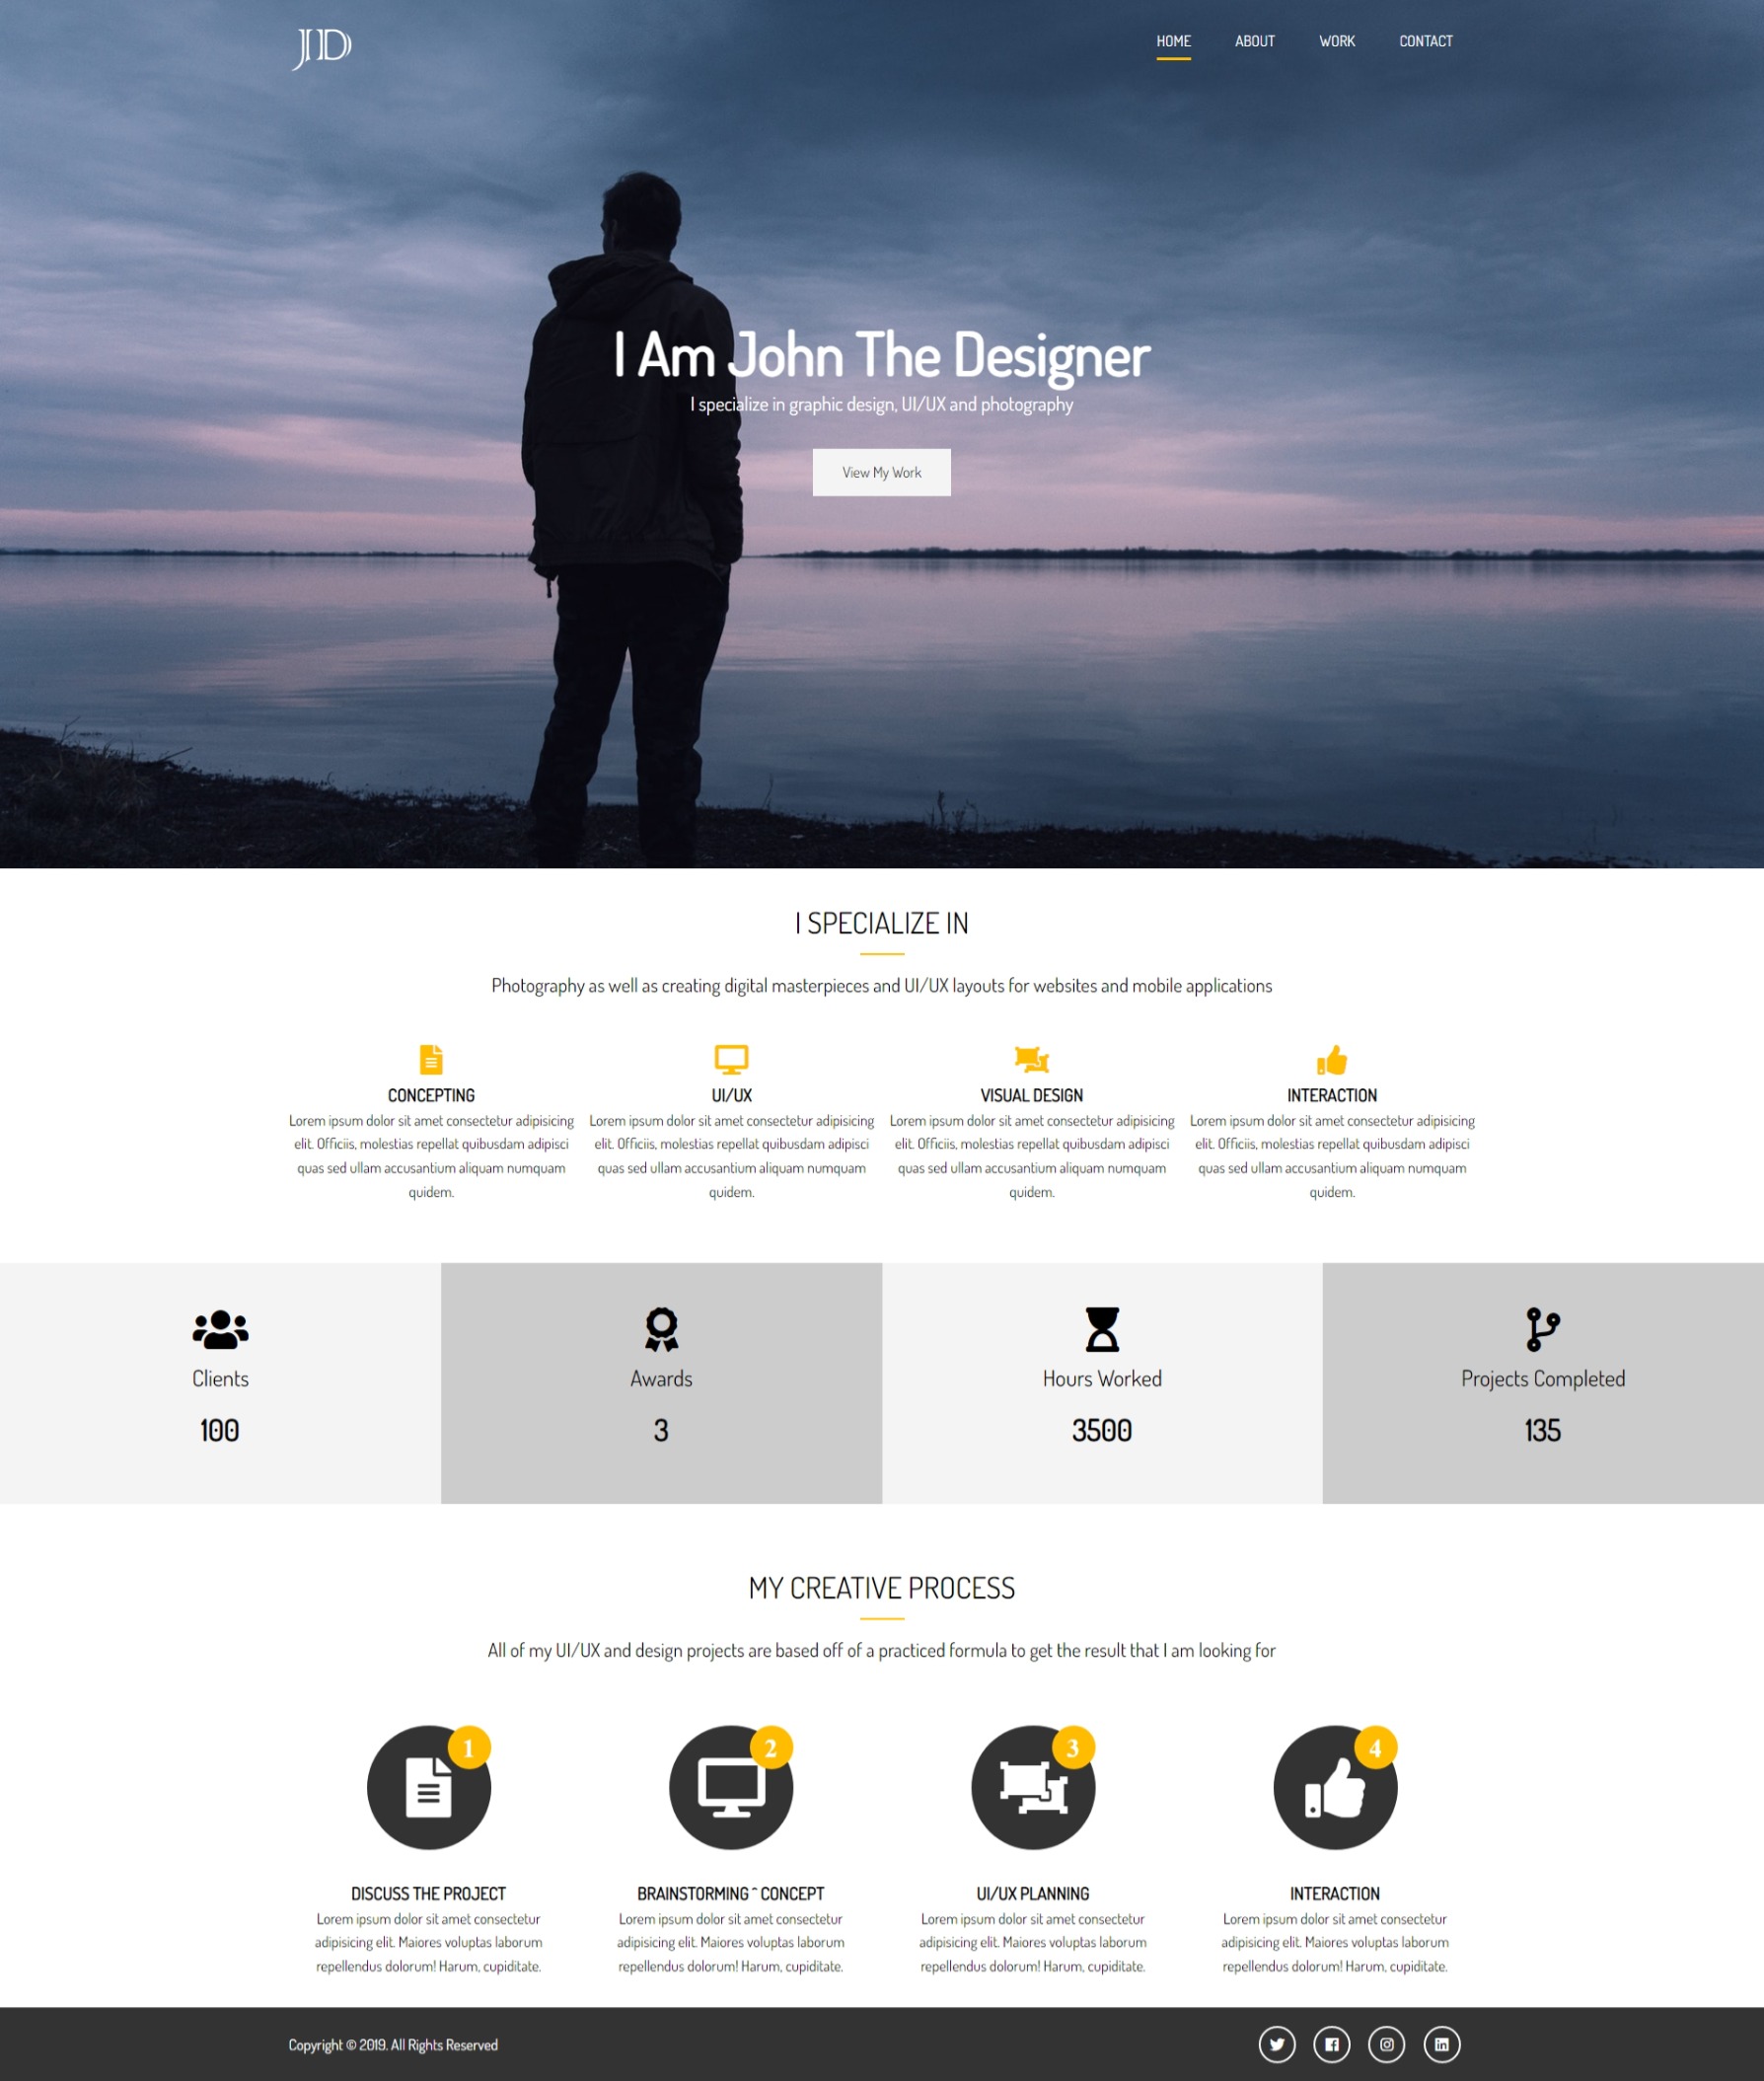 JD
HOME ABOUT WORK CONTACT
I Am John The Designer
I specialize in graphic design, UI/UX and photography
View My Work
I SPECIALIZE IN
Photography as well as creating digital masterpieces and UI/UX layouts for websites and mobile applications
CONCEPTING
Lorem ipsum dolor sit amet consectetur adipisicing
elit. Officiis, molestias repellat quibusdam adipisci
quas sed ullam accusantium aliquam numquam
quidem.
UI/UX
Lorem ipsum dolor sit amet consectetur adipisicing
elit. Officiis, molestias repellat quibusdam adipisci
quas sed ullam accusantium aliquam numquam
quidem.
VISUAL DESIGN
Lorem ipsum dolor sit amet consectetur adipisicing
elit. Officiis, molestias repellat quibusdam adipisci
quas sed ullam accusantium aliquam numquam
quidem.
INTERACTION
Lorem ipsum dolor sit amet consectetur adipisicing
elit. Officiis, molestias repellat quibusdam adipisci
quas sed ullam accusantium aliquam numquam
quidem.
Clients
100
Awards
3
Hours Worked
3500
Projects Completed
135
MY CREATIVE PROCESS
All of my UI/UX and design projects are based off of a practiced formula to get the result that I am looking for
1
DISCUSS THE PROJECT
Lorem ipsum dolor sit amet consectetur
adipisicing elit. Maiores voluptas laborum
repellendus dolorum! Harum, cupiditate.
2
BRAINSTORMING ^ CONCEPT
Lorem ipsum dolor sit amet consectetur
adipisicing elit. Maiores voluptas laborum
repellendus dolorum! Harum, cupiditate.
3
UI/UX PLANNING
Lorem ipsum dolor sit amet consectetur
adipisicing elit. Maiores voluptas laborum
repellendus dolorum! Harum, cupiditate.
4
INTERACTION
Lorem ipsum dolor sit amet consectetur
adipisicing elit. Maiores voluptas laborum
repellendus dolorum! Harum, cupiditate.
Copyright © 2019. All Rights Reserved